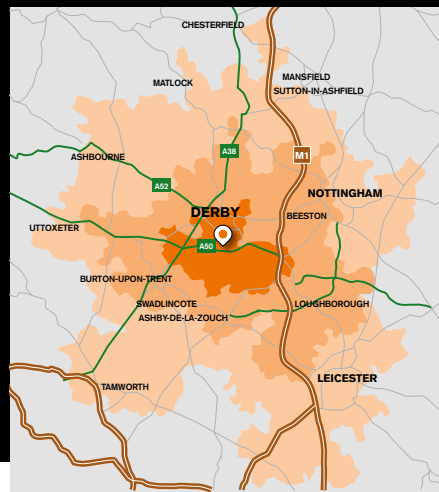 CHESTERFIELD
MANSFIELD
MATLOCK
SUTTON-IN-ASHFIELD
A38
M1
ASHBOURNE
A52
NOTTINGHAM
DERBY
BEESTON
UTTOXETER
A50
BURTON-UPON-TRENT
SWADLINCOTE
LOUGHBOROUGH
ASHBY-DE-LA-ZOUCH
LEICESTER
TAMWORTH